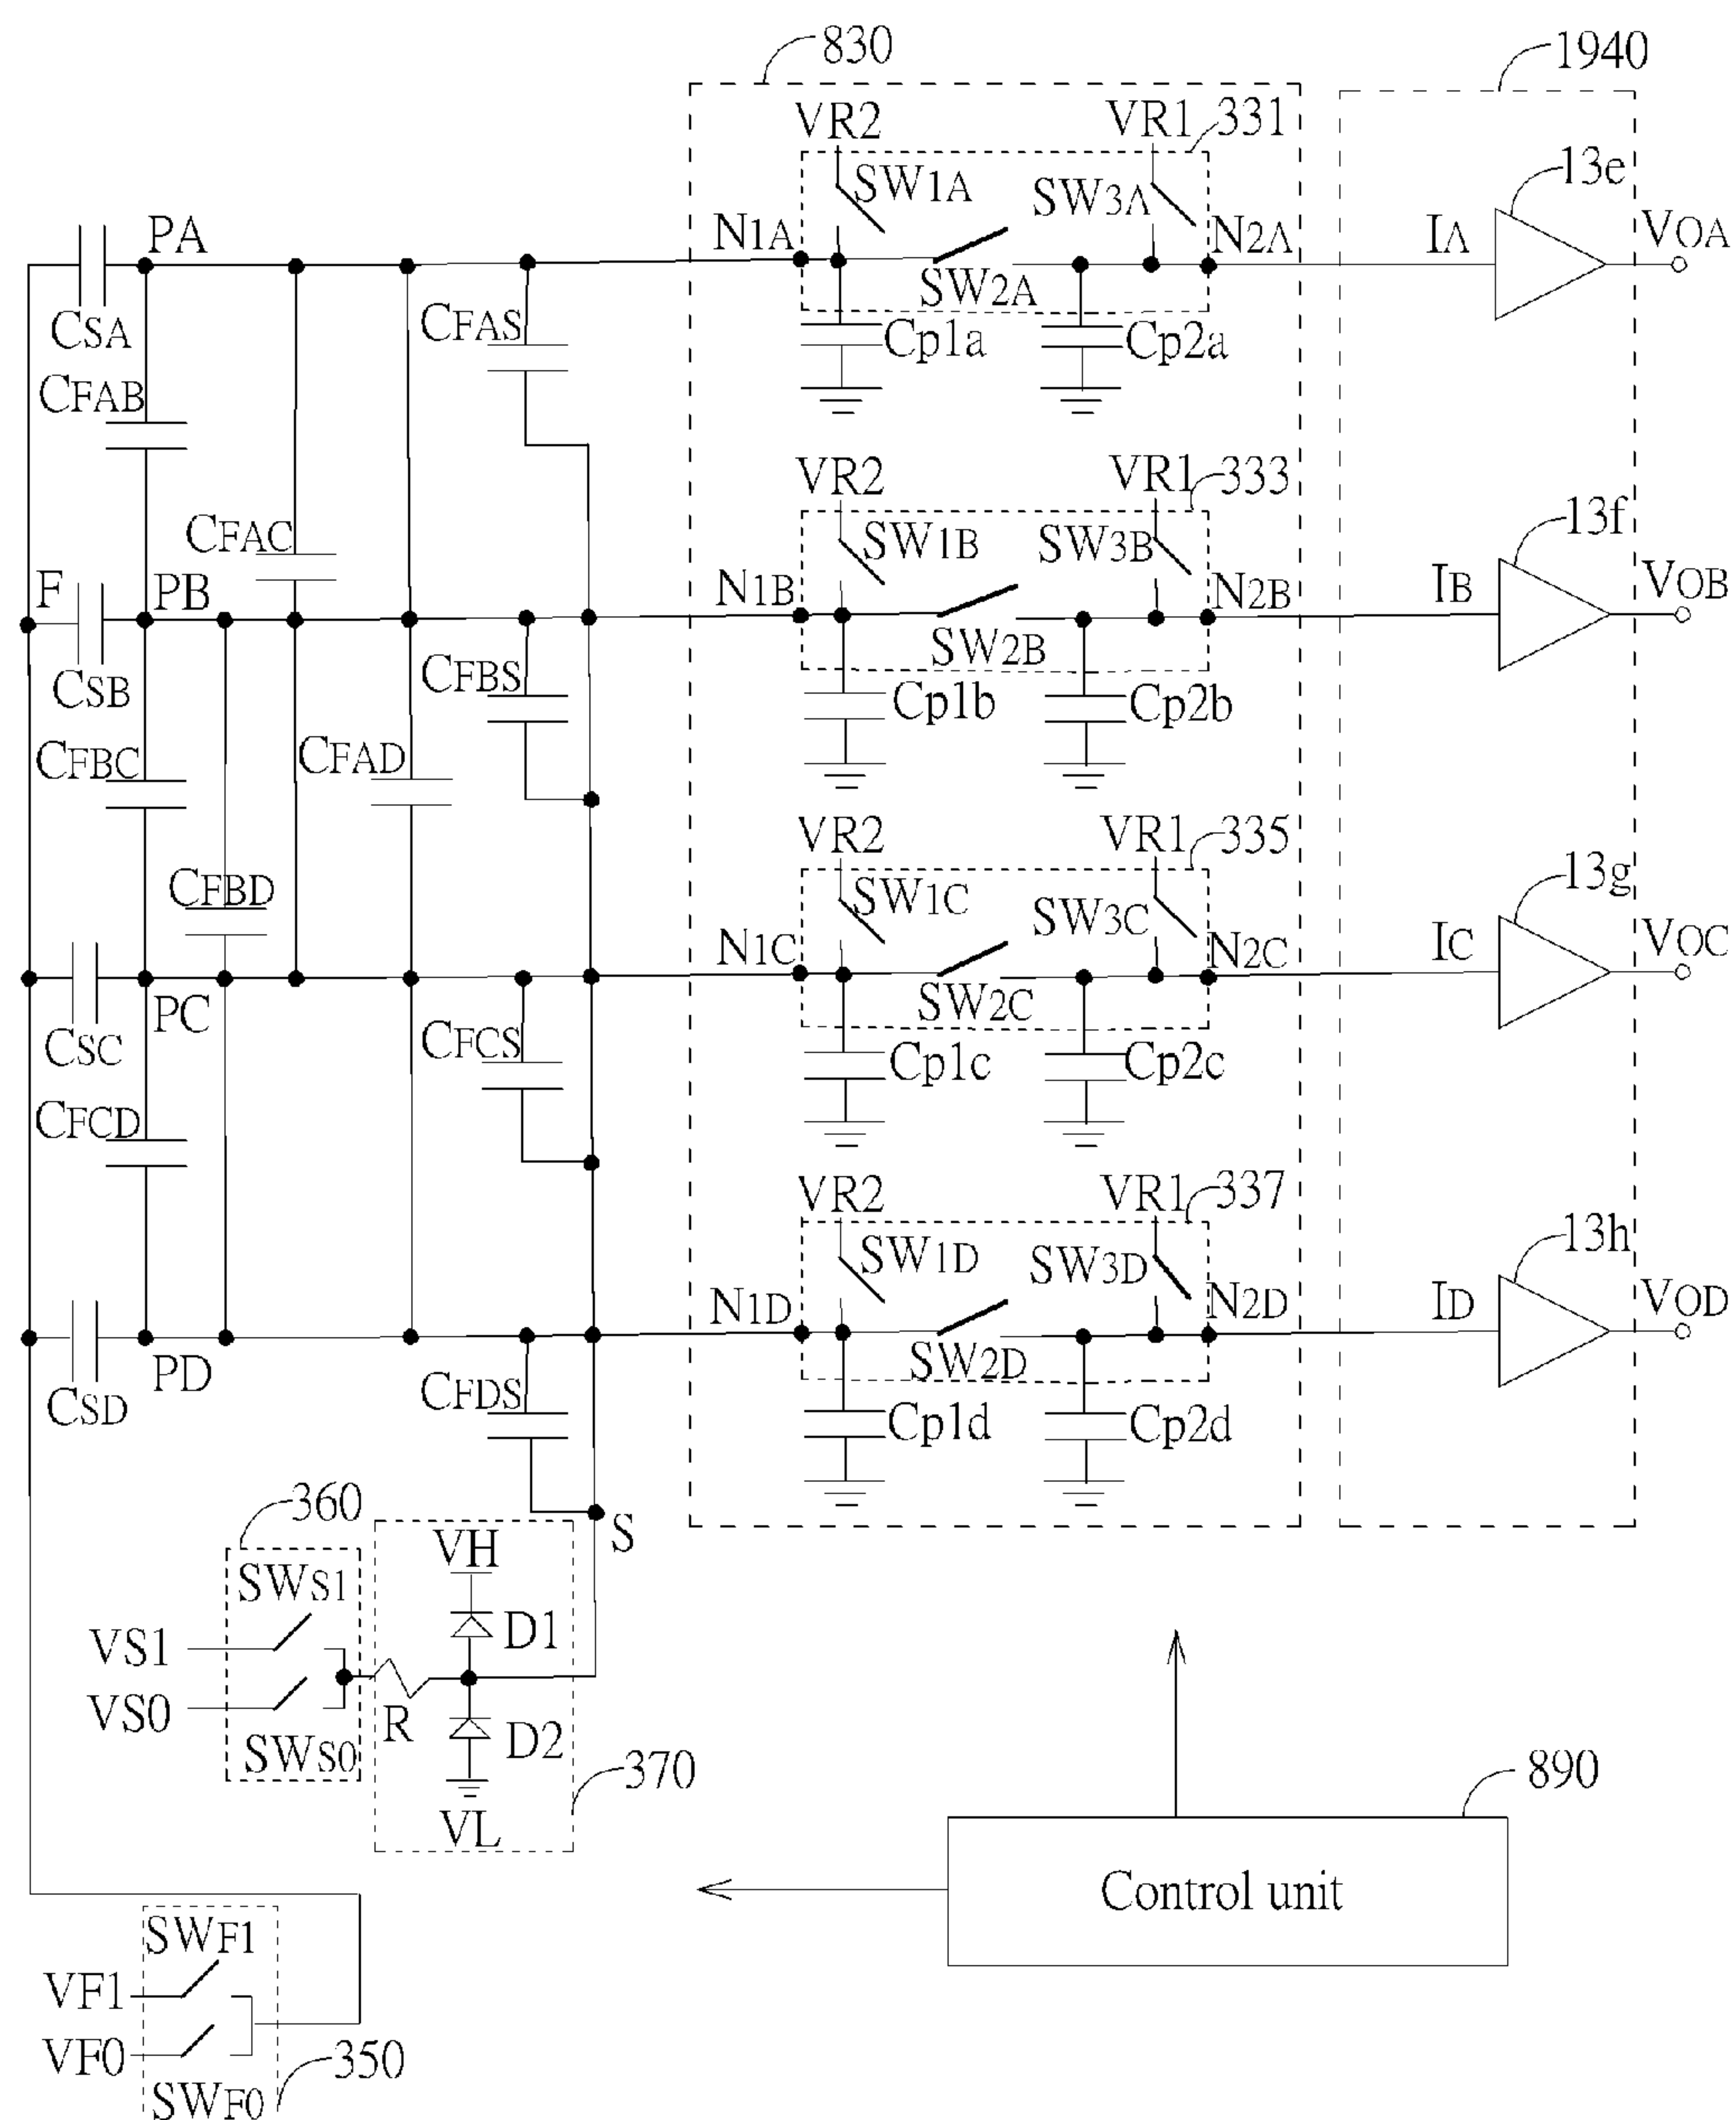 830
1940
VR2
VR1
331
13e
SW1A
SW3A
PA
N1A
N2A
IA
VOA
SW2A
CSA
CFAS
Cp1a
Cp2a
CFAB
VR2
VR1
333
13f
CFAC
SW1B
SW3B
F
PB
N1B
N2B
IB
VOB
SW2B
CSB
CFBS
Cp1b
Cp2b
CFBC
CFAD
VR2
VR1
335
13g
CFBD
SW1C
SW3C
N1C
N2C
IC
VOC
SW2C
PC
CSC
CFCS
Cp1c
Cp2c
CFCD
VR2
VR1
337
13h
SW1D
SW3D
N1D
N2D
ID
VOD
SW2D
PD
CSD
CFDS
Cp1d
Cp2d
360
S
VH
SWS1
VS1
D1
VS0
R
D2
SWS0
370
VL
890
Control unit
SWF1
VF1
VF0
350
SWF0